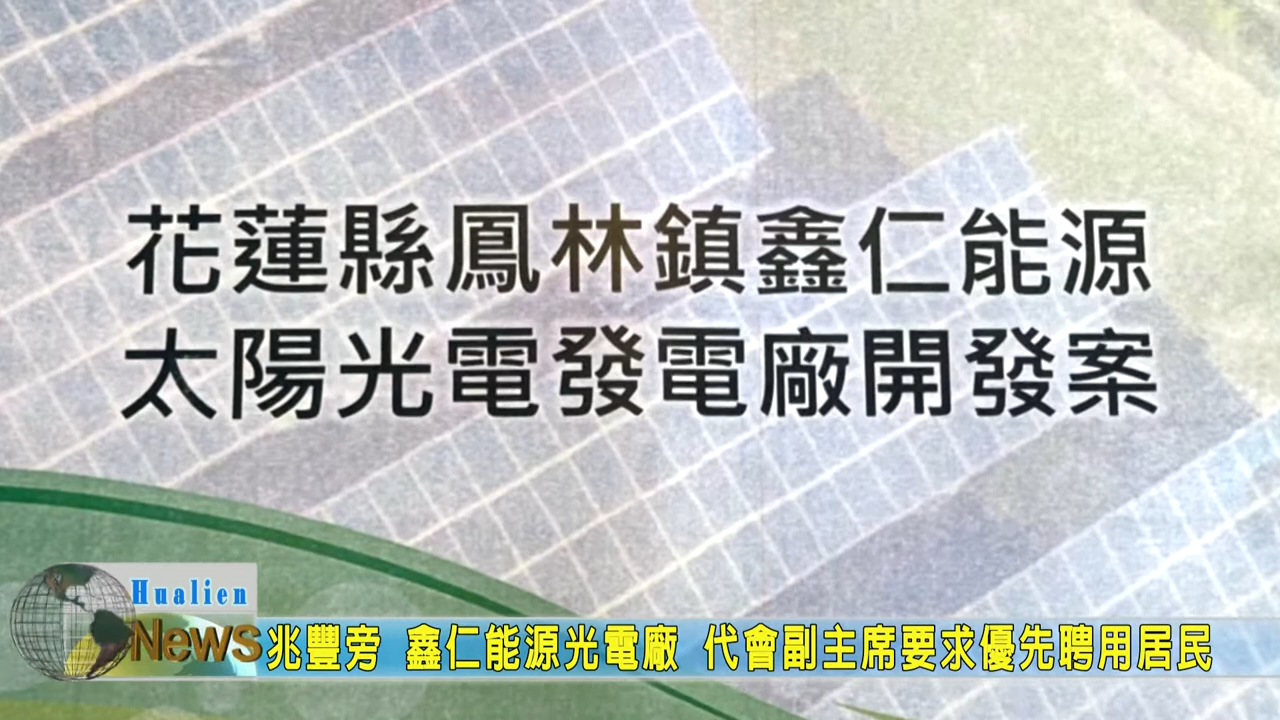 花蓮縣鳳林鎮鑫仁能源
太陽光電發電廠開發案
Hualien
News
兆豐旁 鑫仁能源光電廠 代會副主席要求優先聘用居民